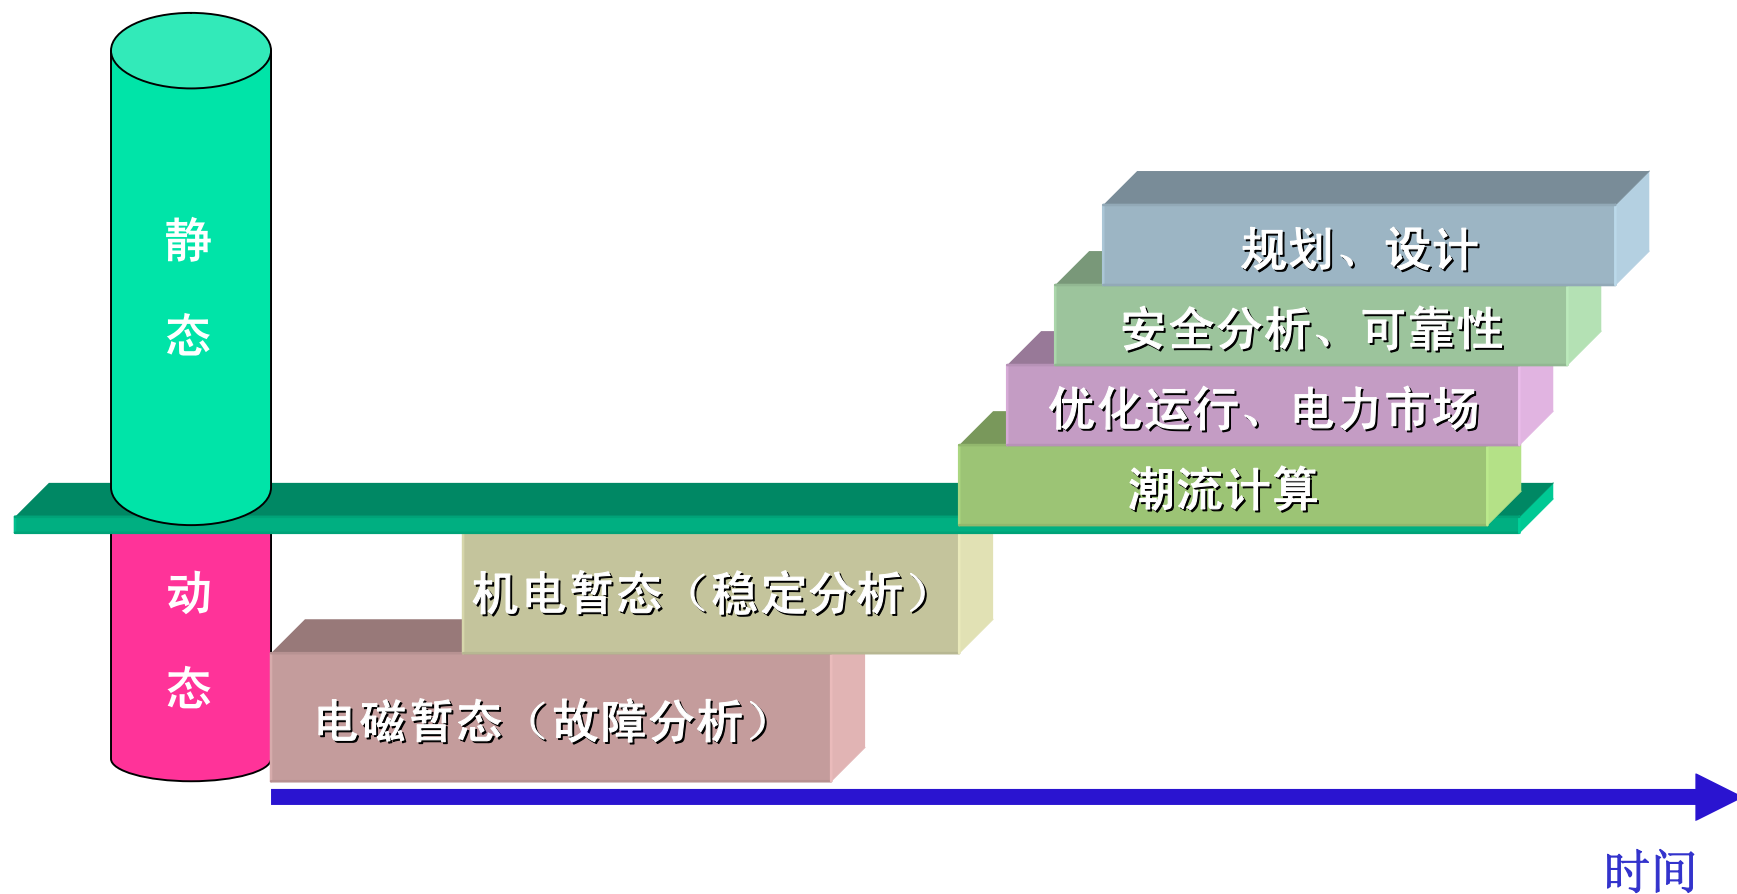 静
态
规划、设计
安全分析、可靠性
优化运行、电力市场
潮流计算
动
态
机电暂态（稳定分析）
电磁暂态（故障分析）
时间